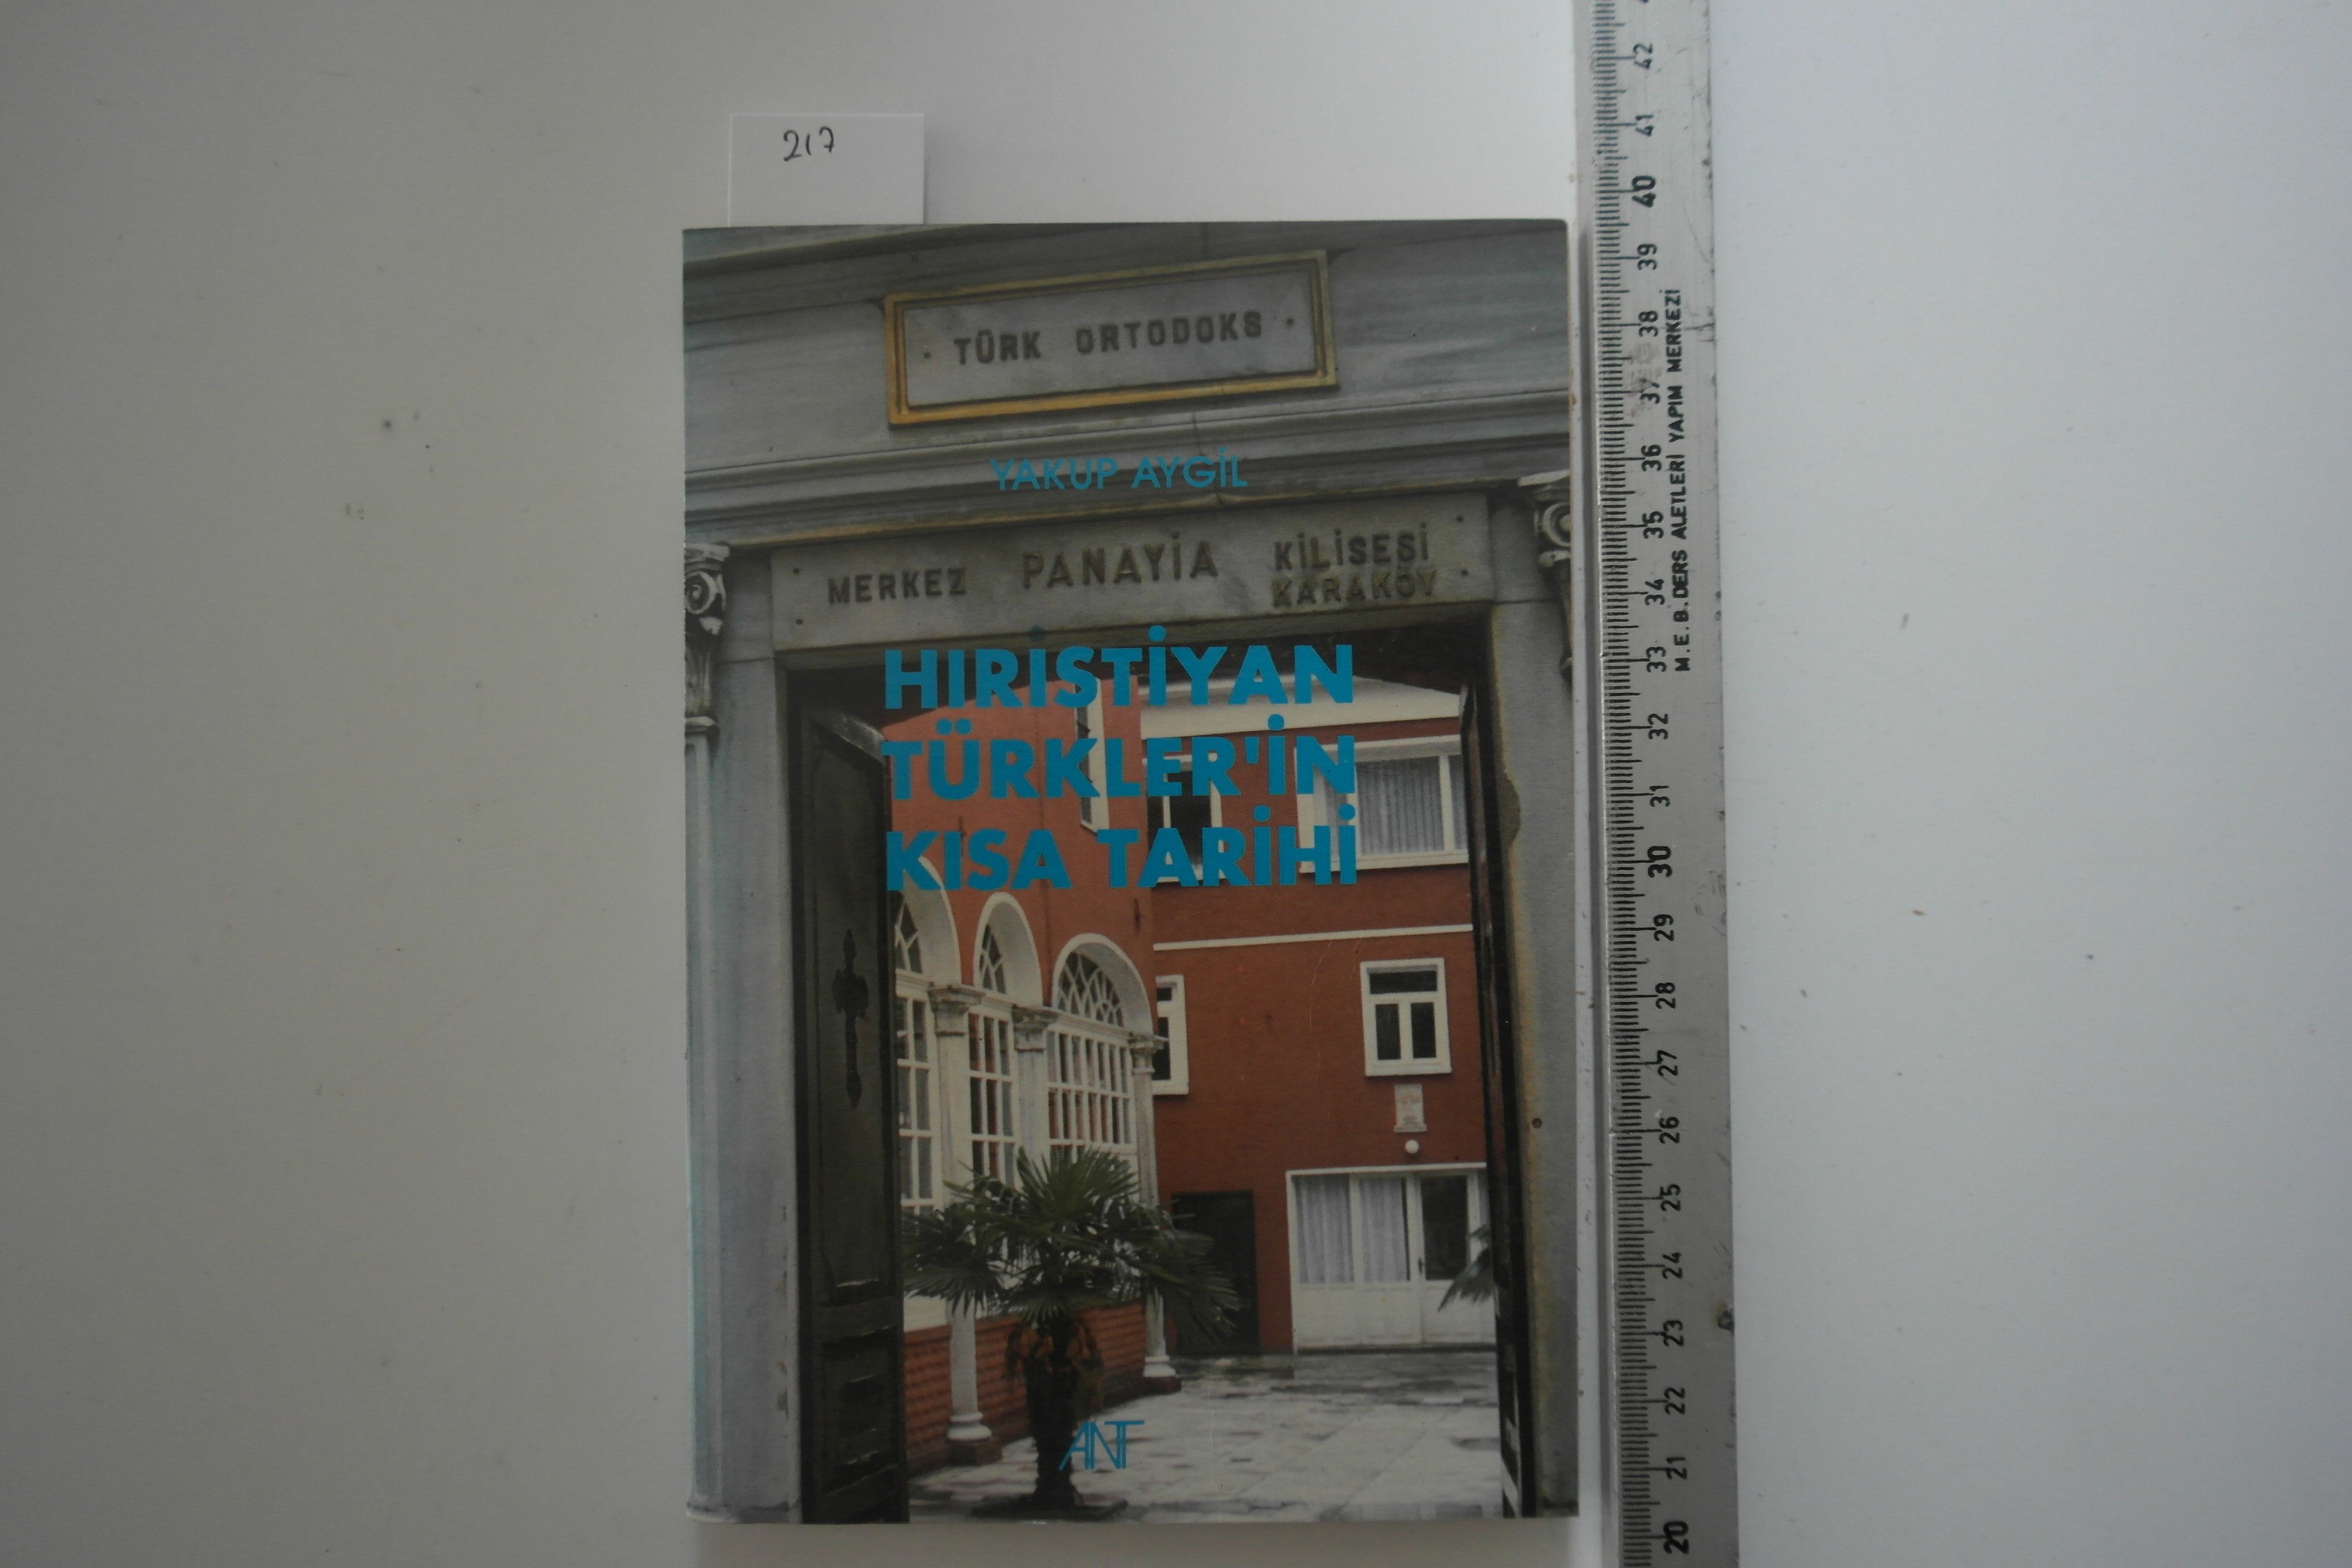 217
· TÜRK ORTODOKS ·
YAKUP AYGİL
MERKEZ PANAYİA KİLİSESİ
KARAKÖY
HIRİSTİYAN
TÜRKLER'İN
KISA TARİHİ
ANT
42
41
40
39
38
37
36
35
34
33
32
31
30
29
28
27
26
25
24
23
22
21
20
M.E.B. DERS ALETLERİ YAPIM MERKEZİ